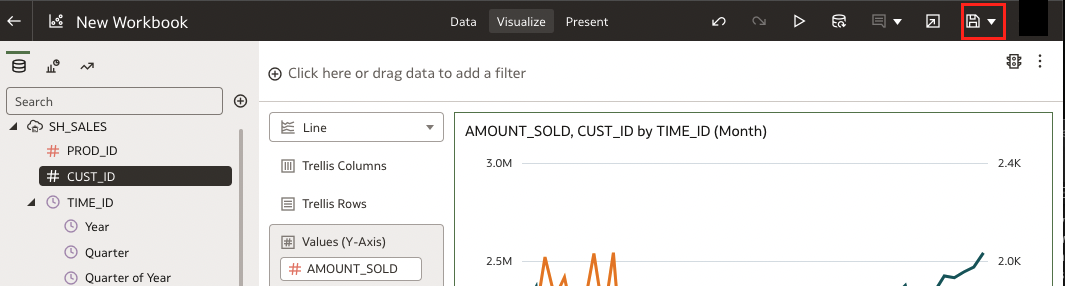 New Workbook
Data Visualize Present
Click here or drag data to add a filter
Search
SH_SALES
PROD_ID
CUST_ID
TIME_ID
Year
Quarter
Quarter of Year
Line
Trellis Columns
Trellis Rows
Values (Y-Axis)
AMOUNT_SOLD
AMOUNT_SOLD, CUST_ID by TIME_ID (Month)
3.0M 2.4K
2.5M 2.0K